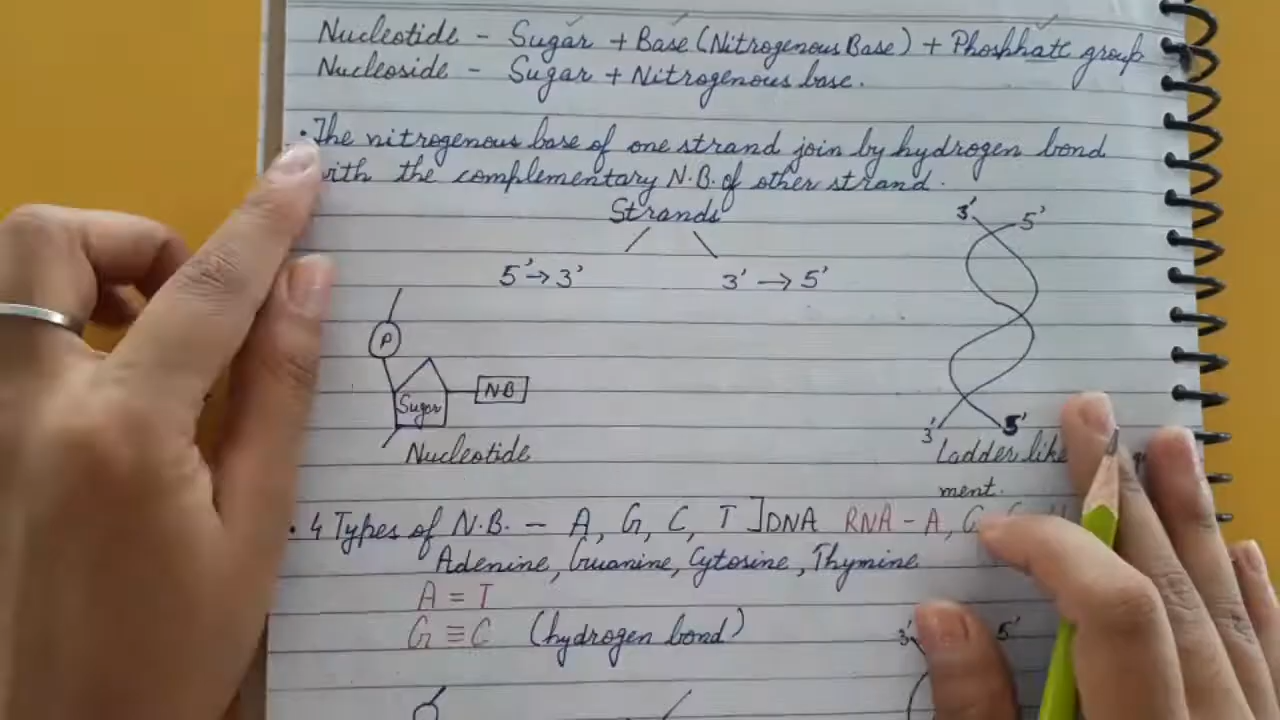 Nucleotide - Sugar + Base (Nitrogenous Base) + Phoshhate group
Nucleoside - Sugar + Nitrogenous base.
• The nitrogenous base of one strand join by hydrogen bond
with the complementary N.B. of other strand.
Strands
5' → 3' 3' → 5'
3' 5'
P
Sugar N·B
Nucleotide
3' 5'
Ladder like
ment.
• 4 Types of N.B. - A, G, C, T ] DNA RNA - A, G
Adenine, Guanine, Cytosine, Thymine
A = T
G ≡ C (hydrogen bond)
3' 5'